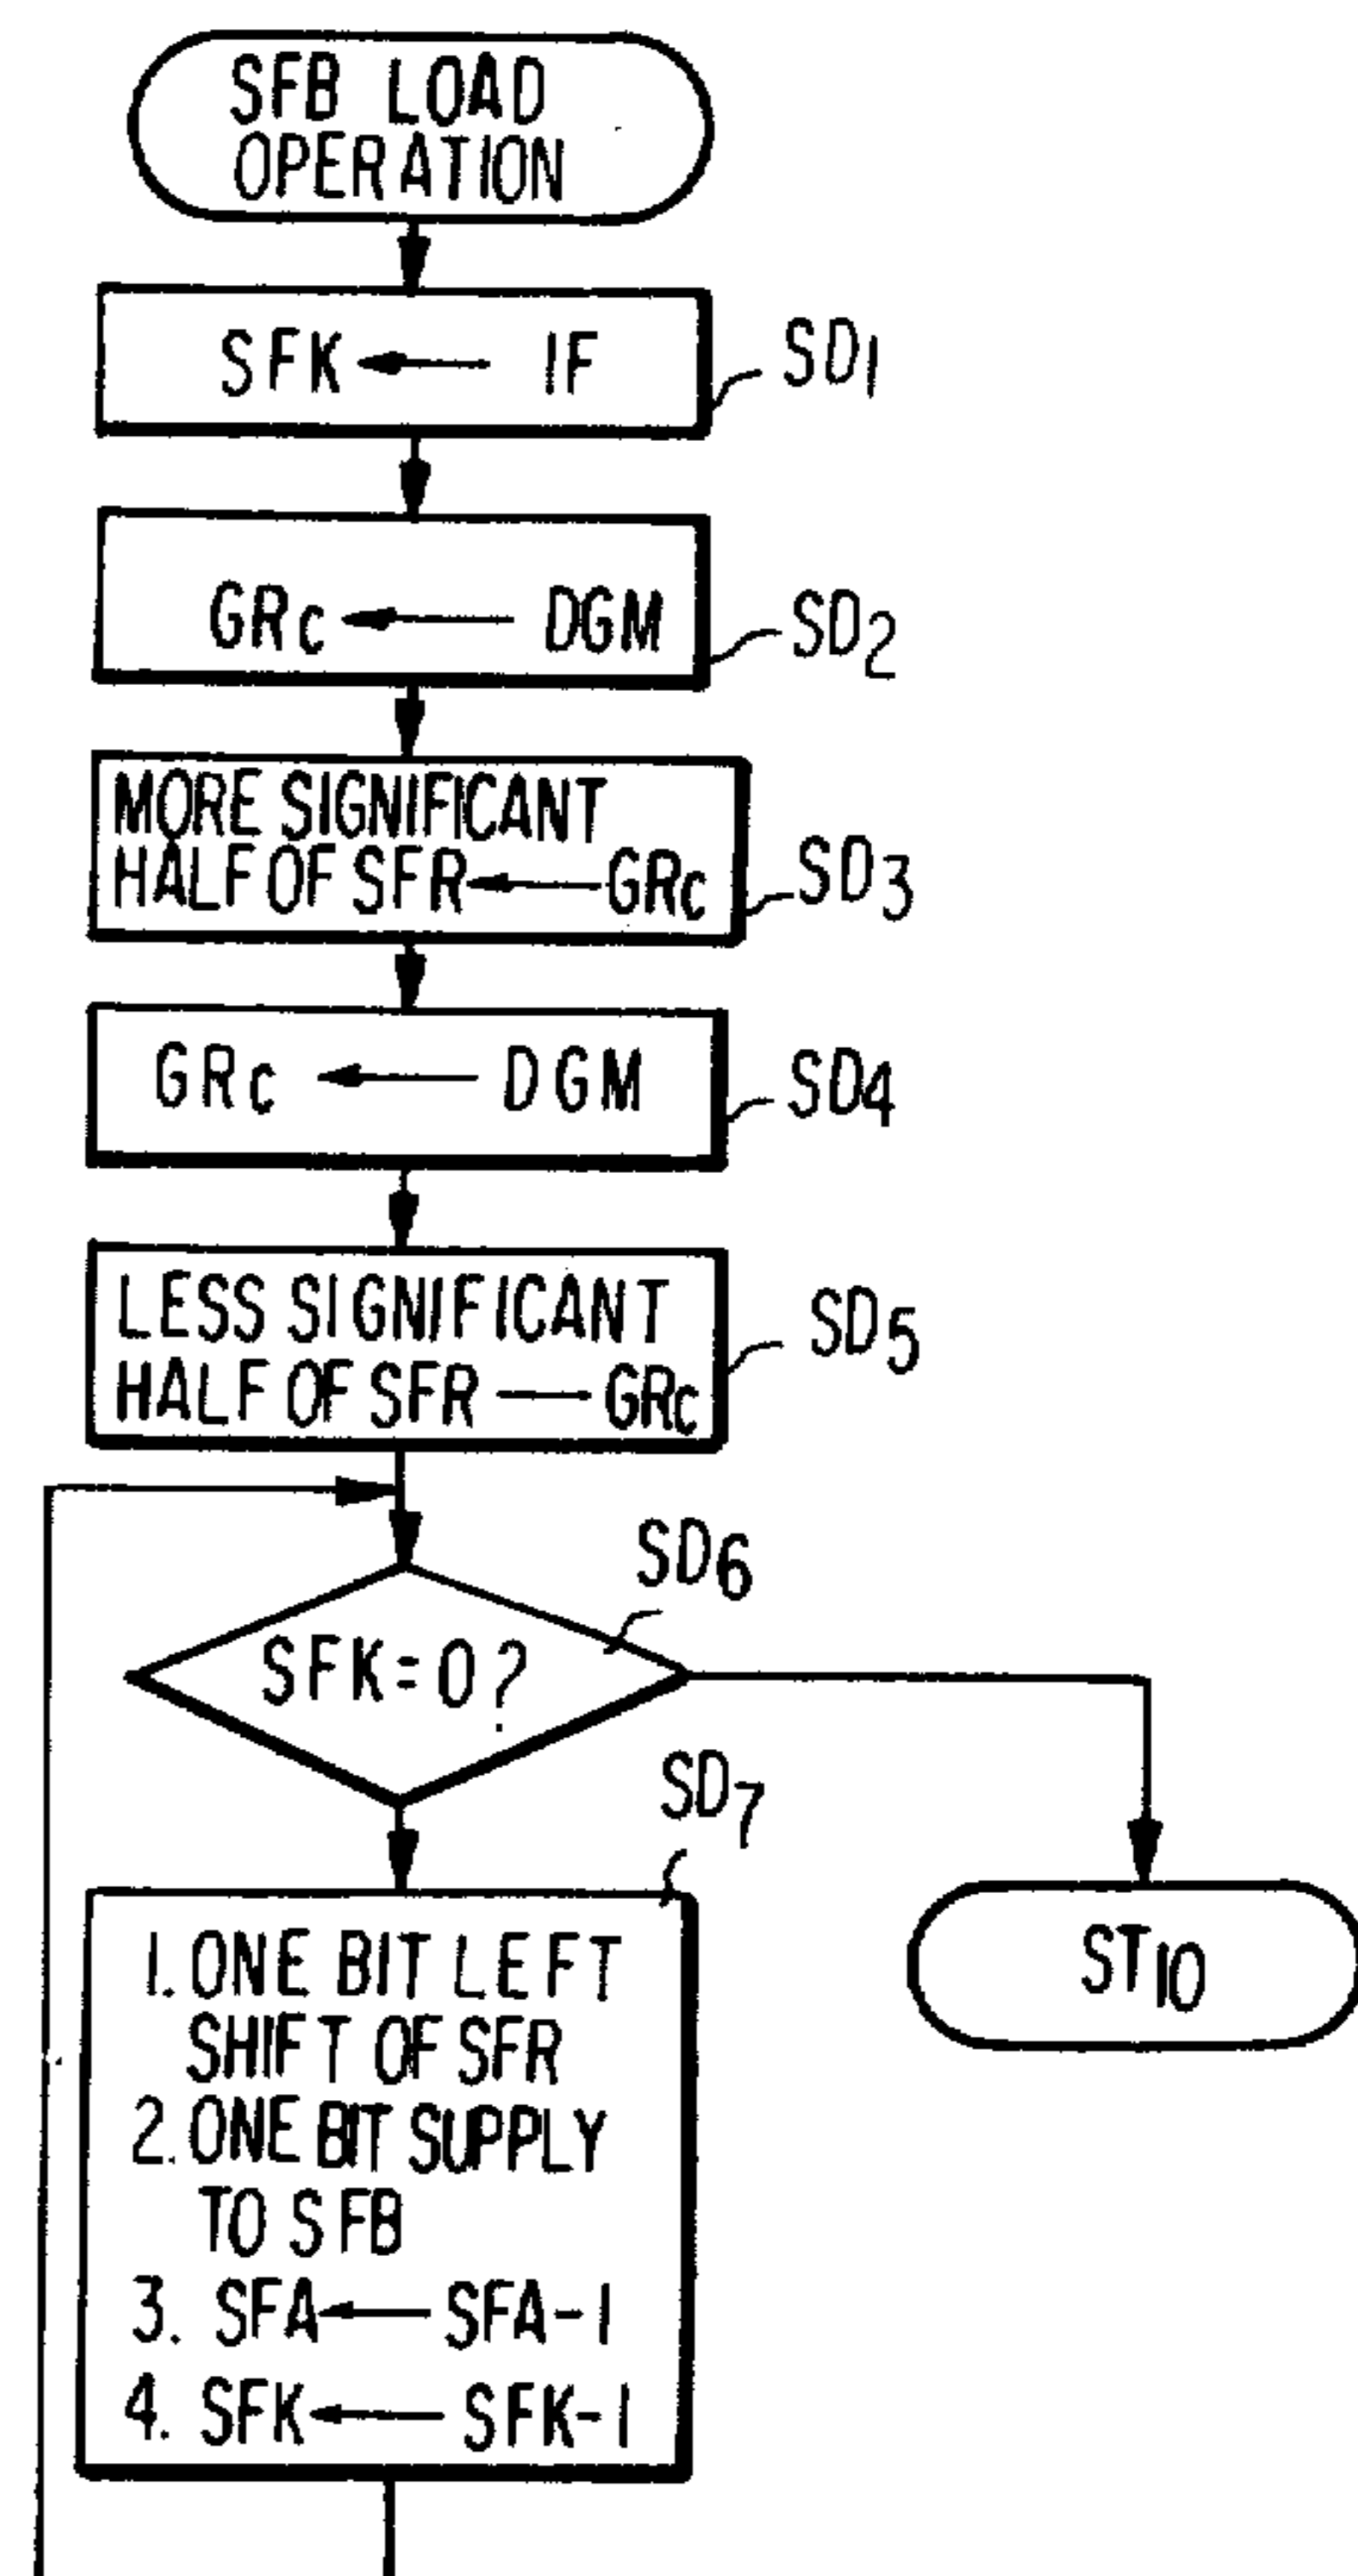 SFB LOAD
OPERATION
SFK ← IF
SD1
GRc ← DGM
SD2
MORE SIGNIFICANT
HALF OF SFR ← GRc
SD3
GRc ← DGM
SD4
LESS SIGNIFICANT
HALF OF SFR — GRc
SD5
SD6
SFK = 0?
SD7
1. ONE BIT LEFT
SHIFT OF SFR
2. ONE BIT SUPPLY
TO SFB
3. SFA ← SFA-1
4. SFK ← SFK-1
ST10